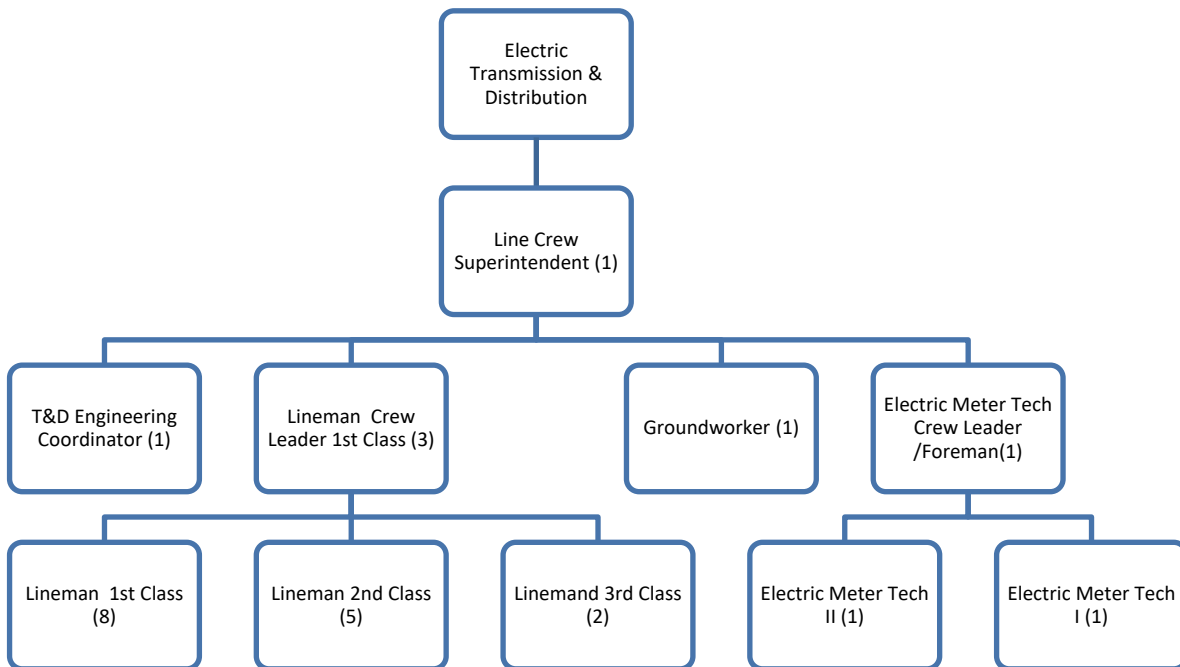 Electric
Transmission &
Distribution
Line Crew
Superintendent (1)
T&D Engineering
Coordinator (1)
Lineman  Crew
Leader 1st Class (3)
Groundworker (1)
Electric Meter Tech
Crew Leader
/Foreman(1)
Lineman  1st Class
(8)
Lineman 2nd Class
(5)
Linemand 3rd Class
(2)
Electric Meter Tech
II (1)
Electric Meter Tech
I (1)